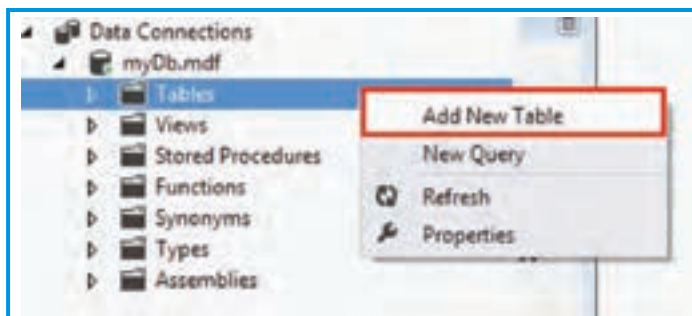 Data Connections
myDb.mdf
Tables
Views
Stored Procedures
Functions
Synonyms
Types
Assemblies
Add New Table
New Query
Refresh
Properties